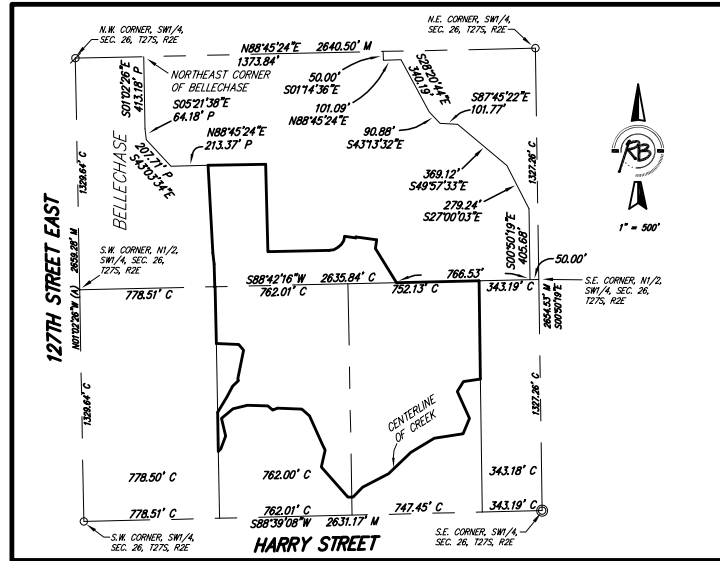 N.W. CORNER, SW1/4,
SEC. 26, T27S, R2E
N.E. CORNER, SW1/4,
SEC. 26, T27S, R2E
N88°45'24"E 2640.50' M
1373.84'
NORTHEAST CORNER
OF BELLECHASE
50.00'
S01°14'36"E
101.09'
N88°45'24"E
S28°20'44"E
340.19'
S87°45'22"E
101.77'
S01°02'26"E
413.18' P
S05°21'38"E
64.18' P
N88°45'24"E
213.37' P
207.71' P
S43°03'34"E
90.88'
S43°13'32"E
369.12'
S49°57'33"E
279.24'
S27°00'03"E
S00°50'19"E
405.68'
1327.26' C
RB
1" = 500'
BELLECHASE
1329.64' C
127TH STREET EAST
2659.28' M
N01°02'26"W (A)
S.W. CORNER, N1/2,
SW1/4, SEC. 26,
T27S, R2E
50.00'
S.E. CORNER, N1/2,
SW1/4, SEC. 26,
T27S, R2E
S88°42'16"W 2635.84' C
766.53'
778.51' C
762.01' C
752.13' C
343.19' C
2654.53' M
S00°50'19"E
1329.64' C
1327.26' C
CENTERLINE
OF CREEK
778.50' C
762.00' C
343.18' C
778.51' C
762.01' C
747.45' C
343.19' C
S88°39'08"W 2631.17' M
S.W. CORNER, SW1/4,
SEC. 26, T27S, R2E
HARRY STREET
S.E. CORNER, SW1/4,
SEC. 26, T27S, R2E